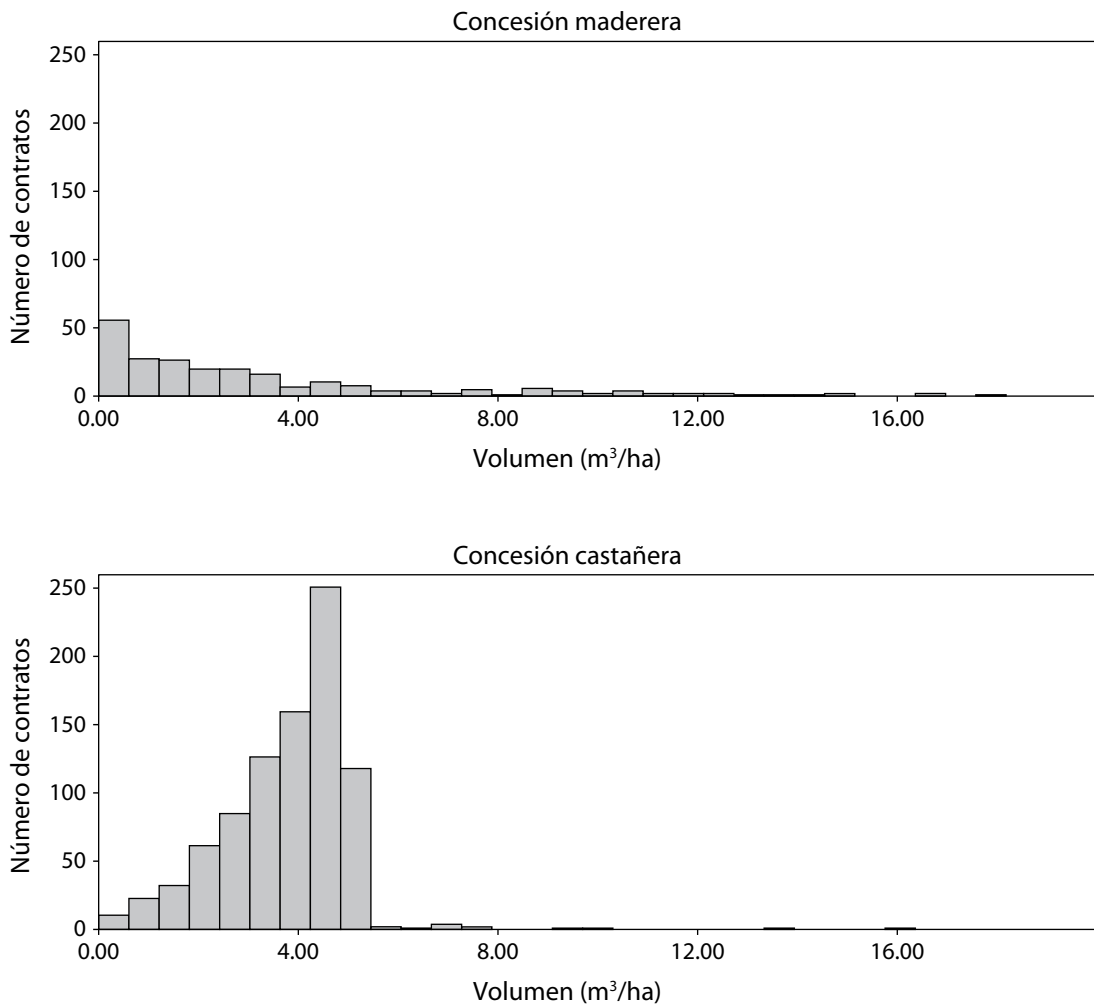 Concesión maderera
Número de contratos
250
200
150
100
50
0
0.00 4.00 8.00 12.00 16.00
Volumen (m³/ha)
Concesión castañera
Número de contratos
250
200
150
100
50
0
0.00 4.00 8.00 12.00 16.00
Volumen (m³/ha)